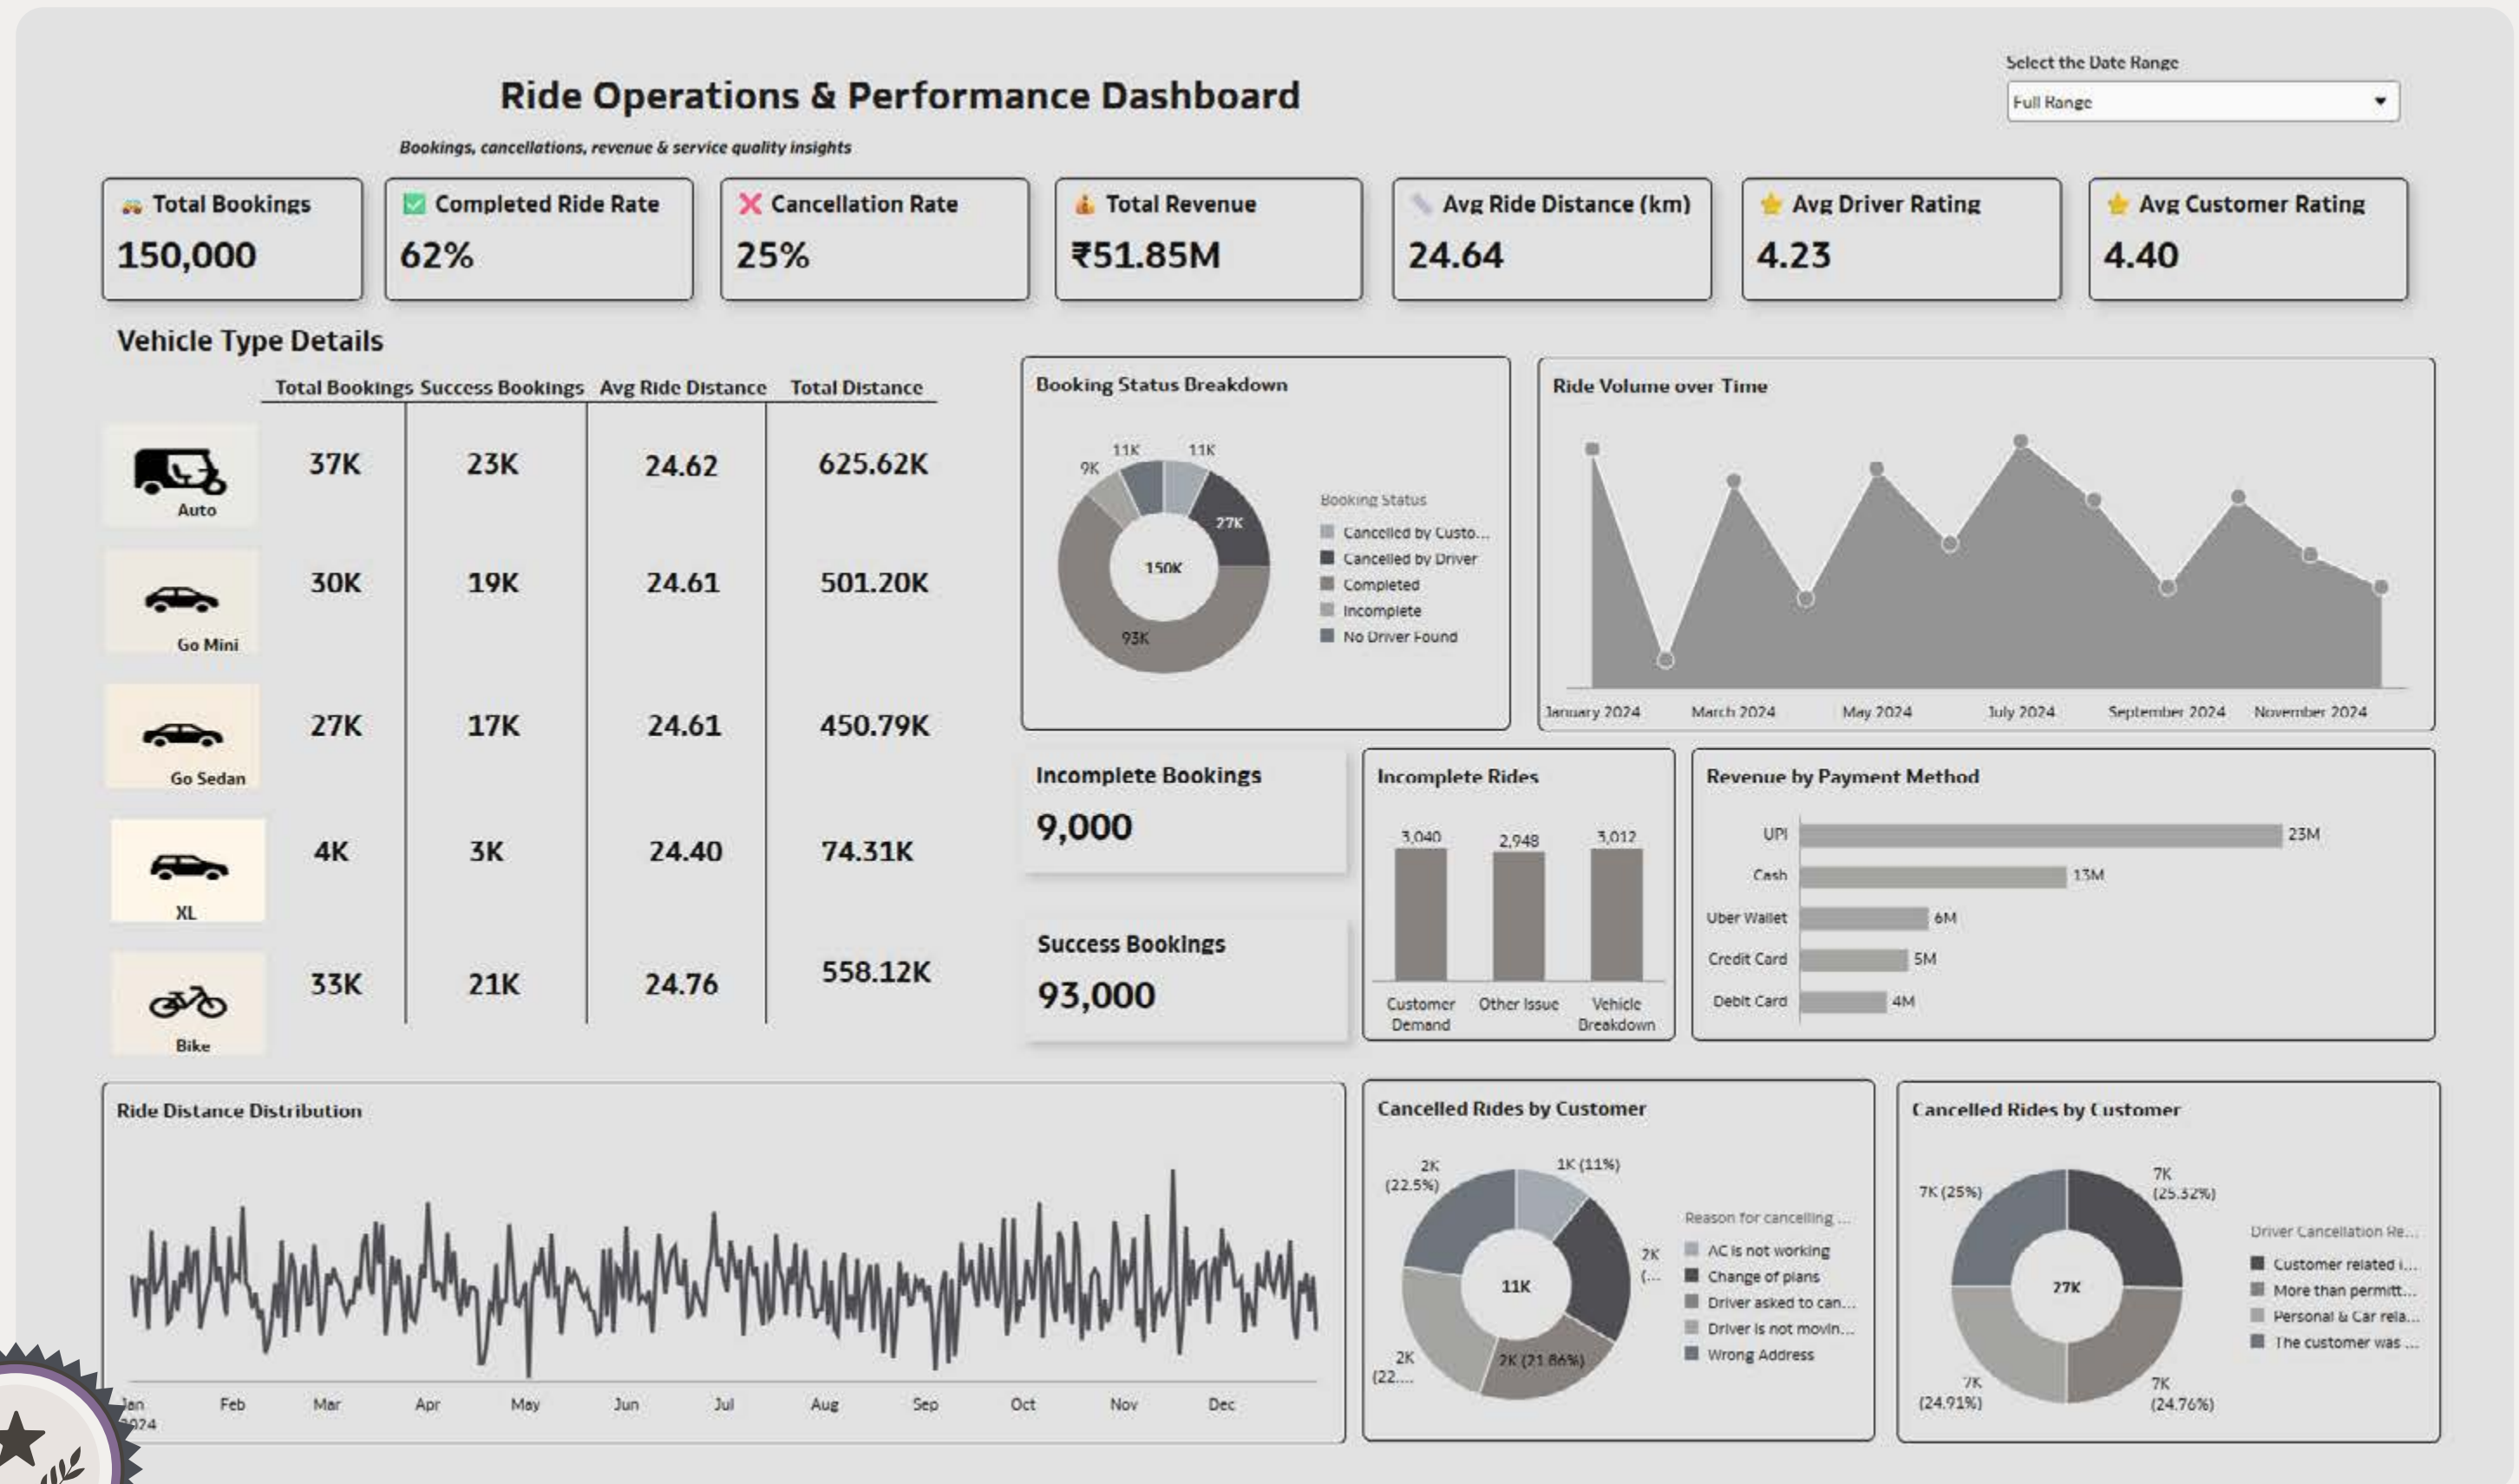 Select the Date Range
Full Range
Ride Operations & Performance Dashboard
Bookings, cancellations, revenue & service quality insights
Total Bookings
150,000
Completed Ride Rate
62%
Cancellation Rate
25%
Total Revenue
₹51.85M
Avg Ride Distance (km)
24.64
Avg Driver Rating
4.23
Avg Customer Rating
4.40
Vehicle Type Details
Total Bookings Success Bookings Avg Ride Distance Total Distance
Auto 37K 23K 24.62 625.62K
Go Mini 30K 19K 24.61 501.20K
Go Sedan 27K 17K 24.61 450.79K
XL 4K 3K 24.40 74.31K
Bike 33K 21K 24.76 558.12K
Booking Status Breakdown
11K 11K
9K
27K
150K
93K
Booking Status
Cancelled by Custo...
Cancelled by Driver
Completed
Incomplete
No Driver Found
Ride Volume over Time
January 2024 March 2024 May 2024 July 2024 September 2024 November 2024
Incomplete Bookings
9,000
Success Bookings
93,000
Incomplete Rides
3,040 2,948 3,012
Customer Demand
Other Issue
Vehicle Breakdown
Revenue by Payment Method
UPI 23M
Cash 13M
Uber Wallet 6M
Credit Card 5M
Debit Card 4M
Ride Distance Distribution
Jan Feb Mar Apr May Jun Jul Aug Sep Oct Nov Dec
2024
Cancelled Rides by Customer
2K
(22.5%)
1K (11%)
2K
(...
11K
2K (21.86%)
2K
(22....
Reason for cancelling ...
AC is not working
Change of plans
Driver asked to can...
Driver is not movin...
Wrong Address
Cancelled Rides by Customer
7K (25%)
7K
(25.32%)
27K
7K
(24.91%)
7K
(24.76%)
Driver Cancellation Re...
Customer related i...
More than permitt...
Personal & Car rela...
The customer was ...